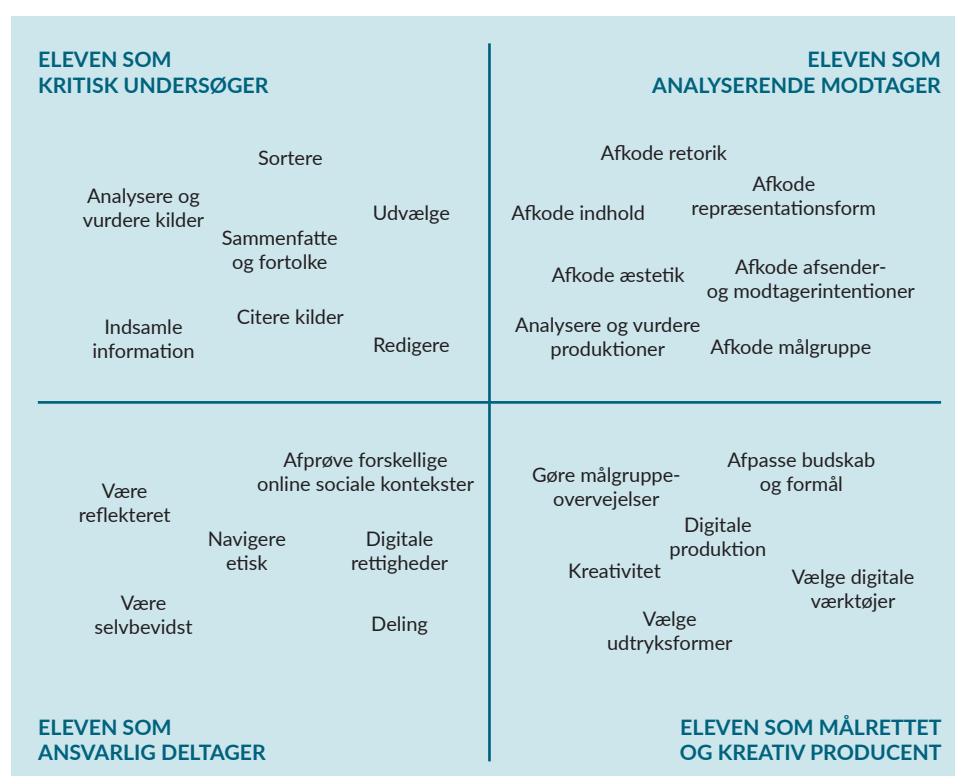 ELEVEN SOM
KRITISK UNDERSØGER
Sortere
Analysere og
vurdere kilder
Udvælge
Sammenfatte
og fortolke
Citere kilder
Indsamle
information
Redigere
ELEVEN SOM
ANALYSERENDE MODTAGER
Afkode retorik
Afkode
repræsentationsform
Afkode indhold
Afkode æstetik
Afkode afsender-
og modtagerintentioner
Analysere og vurdere
produktioner
Afkode målgruppe
Afprøve forskellige
online sociale kontekster
Være
reflekteret
Navigere
etisk
Digitale
rettigheder
Være
selvbevidst
Deling
ELEVEN SOM
ANSVARLIG DELTAGER
Gøre målgruppe-
overvejelser
Afpasse budskab
og formål
Digitale
produktion
Kreativitet
Vælge digitale
værktøjer
Vælge
udtryksformer
ELEVEN SOM MÅLRETTET
OG KREATIV PRODUCENT